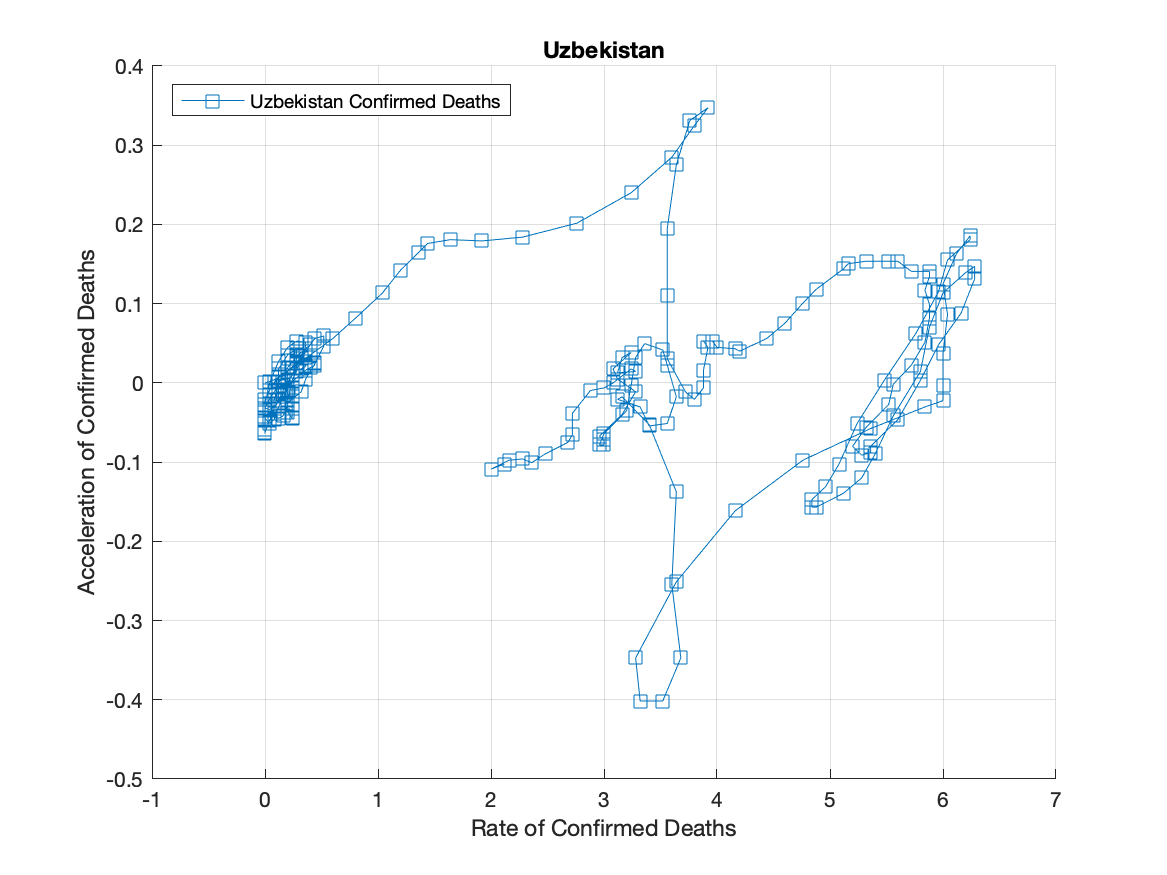 Uzbekistan
Uzbekistan Confirmed Deaths
Acceleration of Confirmed Deaths
0.4
0.3
0.2
0.1
0
-0.1
-0.2
-0.3
-0.4
-0.5
-1 0 1 2 3 4 5 6 7
Rate of Confirmed Deaths